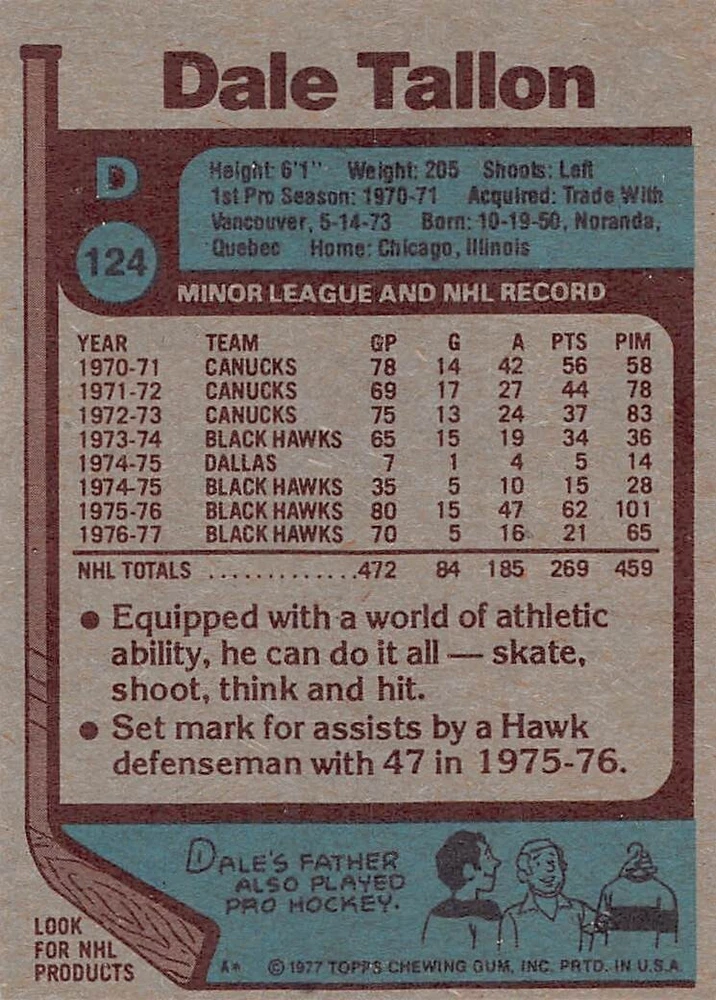 Dale Tallon
D
124
Height: 6'1" Weight: 205 Shoots: Left
1st Pro Season: 1970-71 Acquired: Trade With
Vancouver, 5-14-73 Born: 10-19-50, Noranda,
Quebec Home: Chicago, Illinois
MINOR LEAGUE AND NHL RECORD
YEAR TEAM GP G A PTS PIM
1970-71 CANUCKS 78 14 42 56 58
1971-72 CANUCKS 69 17 27 44 78
1972-73 CANUCKS 75 13 24 37 83
1973-74 BLACK HAWKS 65 15 19 34 36
1974-75 DALLAS 7 1 4 5 14
1974-75 BLACK HAWKS 35 5 10 15 28
1975-76 BLACK HAWKS 80 15 47 62 101
1976-77 BLACK HAWKS 70 5 16 21 65
NHL TOTALS .............472 84 185 269 459
● Equipped with a world of athletic
ability, he can do it all — skate,
shoot, think and hit.
● Set mark for assists by a Hawk
defenseman with 47 in 1975-76.
DALE'S FATHER
ALSO PLAYED
PRO HOCKEY.
LOOK
FOR NHL
PRODUCTS
A* © 1977 TOPPS CHEWING GUM, INC. PRTD. IN U.S.A.